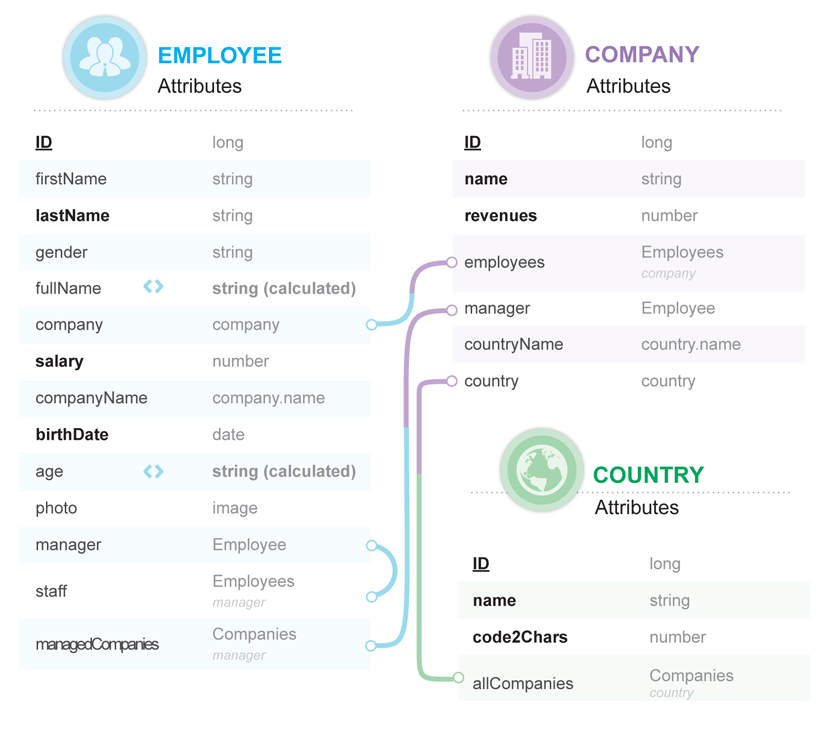 EMPLOYEE
Attributes
ID long
firstName string
lastName string
gender string
fullName string (calculated)
company company
salary number
companyName company.name
birthDate date
age string (calculated)
photo image
manager Employee
staff Employees
manager
managedCompanies Companies
manager
COMPANY
Attributes
ID long
name string
revenues number
employees Employees
company
manager Employee
countryName country.name
country country
COUNTRY
Attributes
ID long
name string
code2Chars number
allCompanies Companies
country